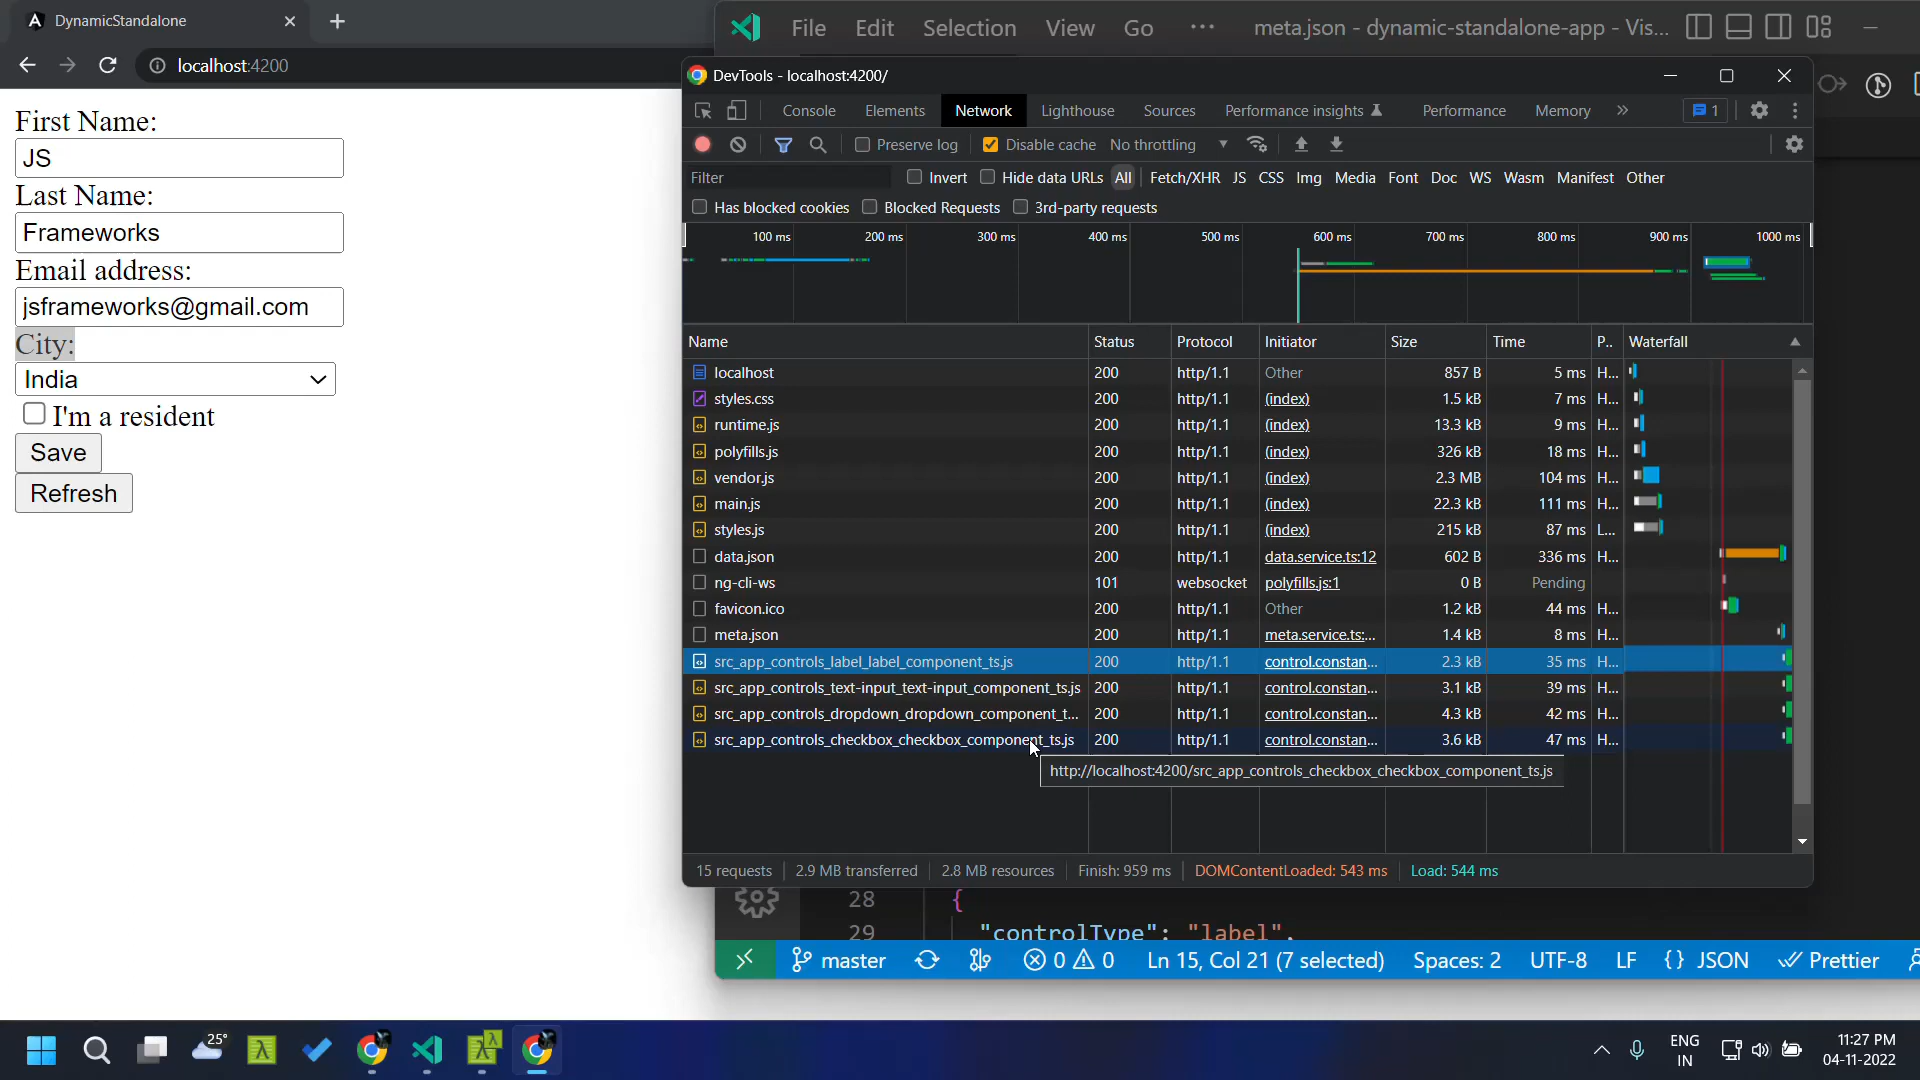 DynamicStandalone
localhost:4200
First Name:
JS
Last Name:
Frameworks
Email address:
jsframeworks@gmail.com
City:
India
I'm a resident
Save
Refresh
File Edit Selection View Go ··· meta.json - dynamic-standalone-app - Vis...
DevTools - localhost:4200/
Console Elements Network Lighthouse Sources Performance insights Performance Memory » 1
Preserve log Disable cache No throttling
Filter Invert Hide data URLs All Fetch/XHR JS CSS Img Media Font Doc WS Wasm Manifest Other
Has blocked cookies Blocked Requests 3rd-party requests
100 ms 200 ms 300 ms 400 ms 500 ms 600 ms 700 ms 800 ms 900 ms 1000 ms
Name Status Protocol Initiator Size Time P.. Waterfall
localhost 200 http/1.1 Other 857 B 5 ms H...
styles.css 200 http/1.1 (index) 1.5 kB 7 ms H...
runtime.js 200 http/1.1 (index) 13.3 kB 9 ms H...
polyfills.js 200 http/1.1 (index) 326 kB 18 ms H...
vendor.js 200 http/1.1 (index) 2.3 MB 104 ms H...
main.js 200 http/1.1 (index) 22.3 kB 111 ms H...
styles.js 200 http/1.1 (index) 215 kB 87 ms L...
data.json 200 http/1.1 data.service.ts:12 602 B 336 ms H...
ng-cli-ws 101 websocket polyfills.js:1 0 B Pending
favicon.ico 200 http/1.1 Other 1.2 kB 44 ms H...
meta.json 200 http/1.1 meta.service.ts:... 1.4 kB 8 ms H...
src_app_controls_label_label_component_ts.js 200 http/1.1 control.constan... 2.3 kB 35 ms H...
src_app_controls_text-input_text-input_component_ts.js 200 http/1.1 control.constan... 3.1 kB 39 ms H...
src_app_controls_dropdown_dropdown_component_t... 200 http/1.1 control.constan... 4.3 kB 42 ms H...
src_app_controls_checkbox_checkbox_component_ts.js 200 http/1.1 control.constan... 3.6 kB 47 ms H...
http://localhost:4200/src_app_controls_checkbox_checkbox_component_ts.js
15 requests 2.9 MB transferred 2.8 MB resources Finish: 959 ms DOMContentLoaded: 543 ms Load: 544 ms
28 {
29 "controlType": "label",
master 0 0 Ln 15, Col 21 (7 selected) Spaces: 2 UTF-8 LF {} JSON Prettier
25° ENG IN 11:27 PM
04-11-2022